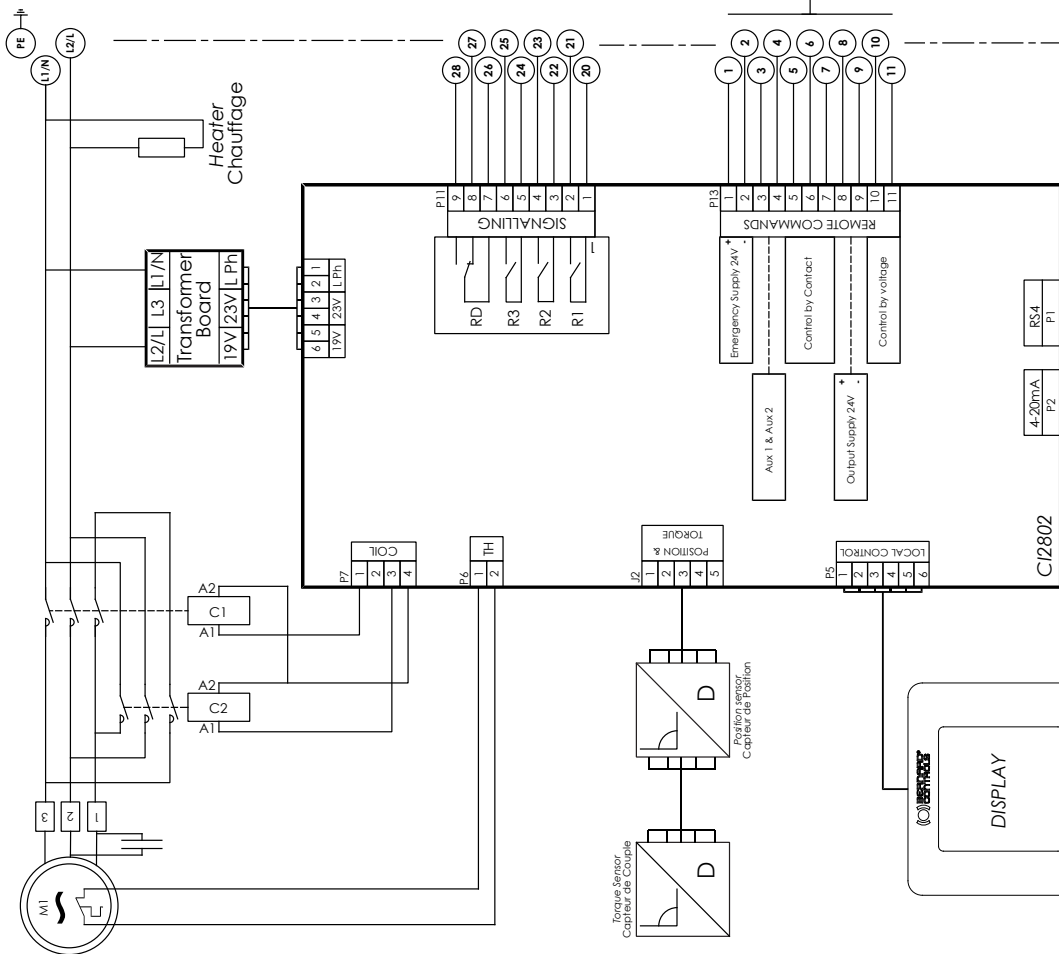 PE
L1/N
L2/L
Heater
Chauffage
L2/L L3 L1/N
Transformer
Board
19V 23V L Ph
6 5 4 3 2 1
19V 23V L Ph
28
27
26
25
24
23
22
21
20
P11
9
8
7
6
5
4
3
2
1
SIGNALLING
RD
R3
R2
R1
1
1
2
3
4
5
6
7
8
9
10
11
P13
1
2
3
4
5
6
7
8
9
10
11
REMOTE COMMANDS
Emergency Supply 24V + -
Aux 1 & Aux 2
Control by Contact
Output Supply 24V + -
Control by voltage
RS4
P1
4-20mA
P2
CI2802
P7
1
2
3
4
COIL
P6
1
2
TH
J2
1
2
3
4
5
POSITION &
TORQUE
P5
1
2
3
4
5
6
LOCAL CONTROL
A2
C1
A1
A2
C2
A1
3
2
1
M1
D
Position sensor
Capteur de Position
Torque Sensor
Capteur de Couple
D
BERNARD
CONTROLS
DISPLAY